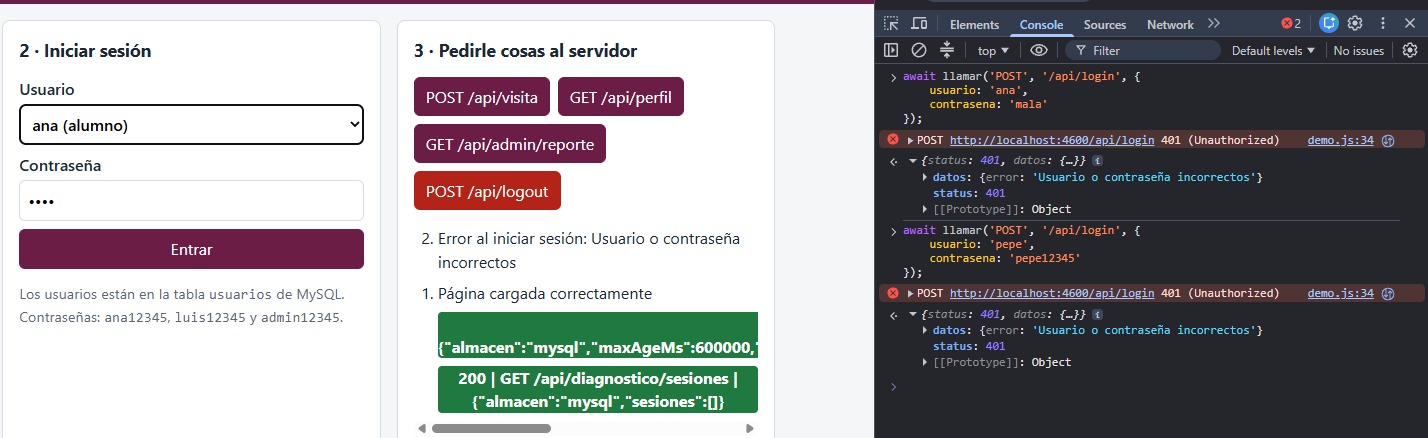 2 · Iniciar sesión
Usuario
ana (alumno)
Contraseña
••••
Entrar
Los usuarios están en la tabla usuarios de MySQL.
Contraseñas: ana12345, luis12345 y admin12345.
3 · Pedirle cosas al servidor
POST /api/visita
GET /api/perfil
GET /api/admin/reporte
POST /api/logout
2. Error al iniciar sesión: Usuario o contraseña
incorrectos
1. Página cargada correctamente
{"almacen":"mysql","maxAgeMs":600000,"
200 | GET /api/diagnostico/sesiones |
{"almacen":"mysql","sesiones":[]}
Elements Console Sources Network 2
top Filter Default levels No issues
await llamar('POST', '/api/login', {
usuario: 'ana',
contrasena: 'mala'
});
POST http://localhost:4600/api/login 401 (Unauthorized) demo.js:34
{status: 401, datos: {…}}
datos: {error: 'Usuario o contraseña incorrectos'}
status: 401
[[Prototype]]: Object
await llamar('POST', '/api/login', {
usuario: 'pepe',
contrasena: 'pepe12345'
});
POST http://localhost:4600/api/login 401 (Unauthorized) demo.js:34
{status: 401, datos: {…}}
datos: {error: 'Usuario o contraseña incorrectos'}
status: 401
[[Prototype]]: Object